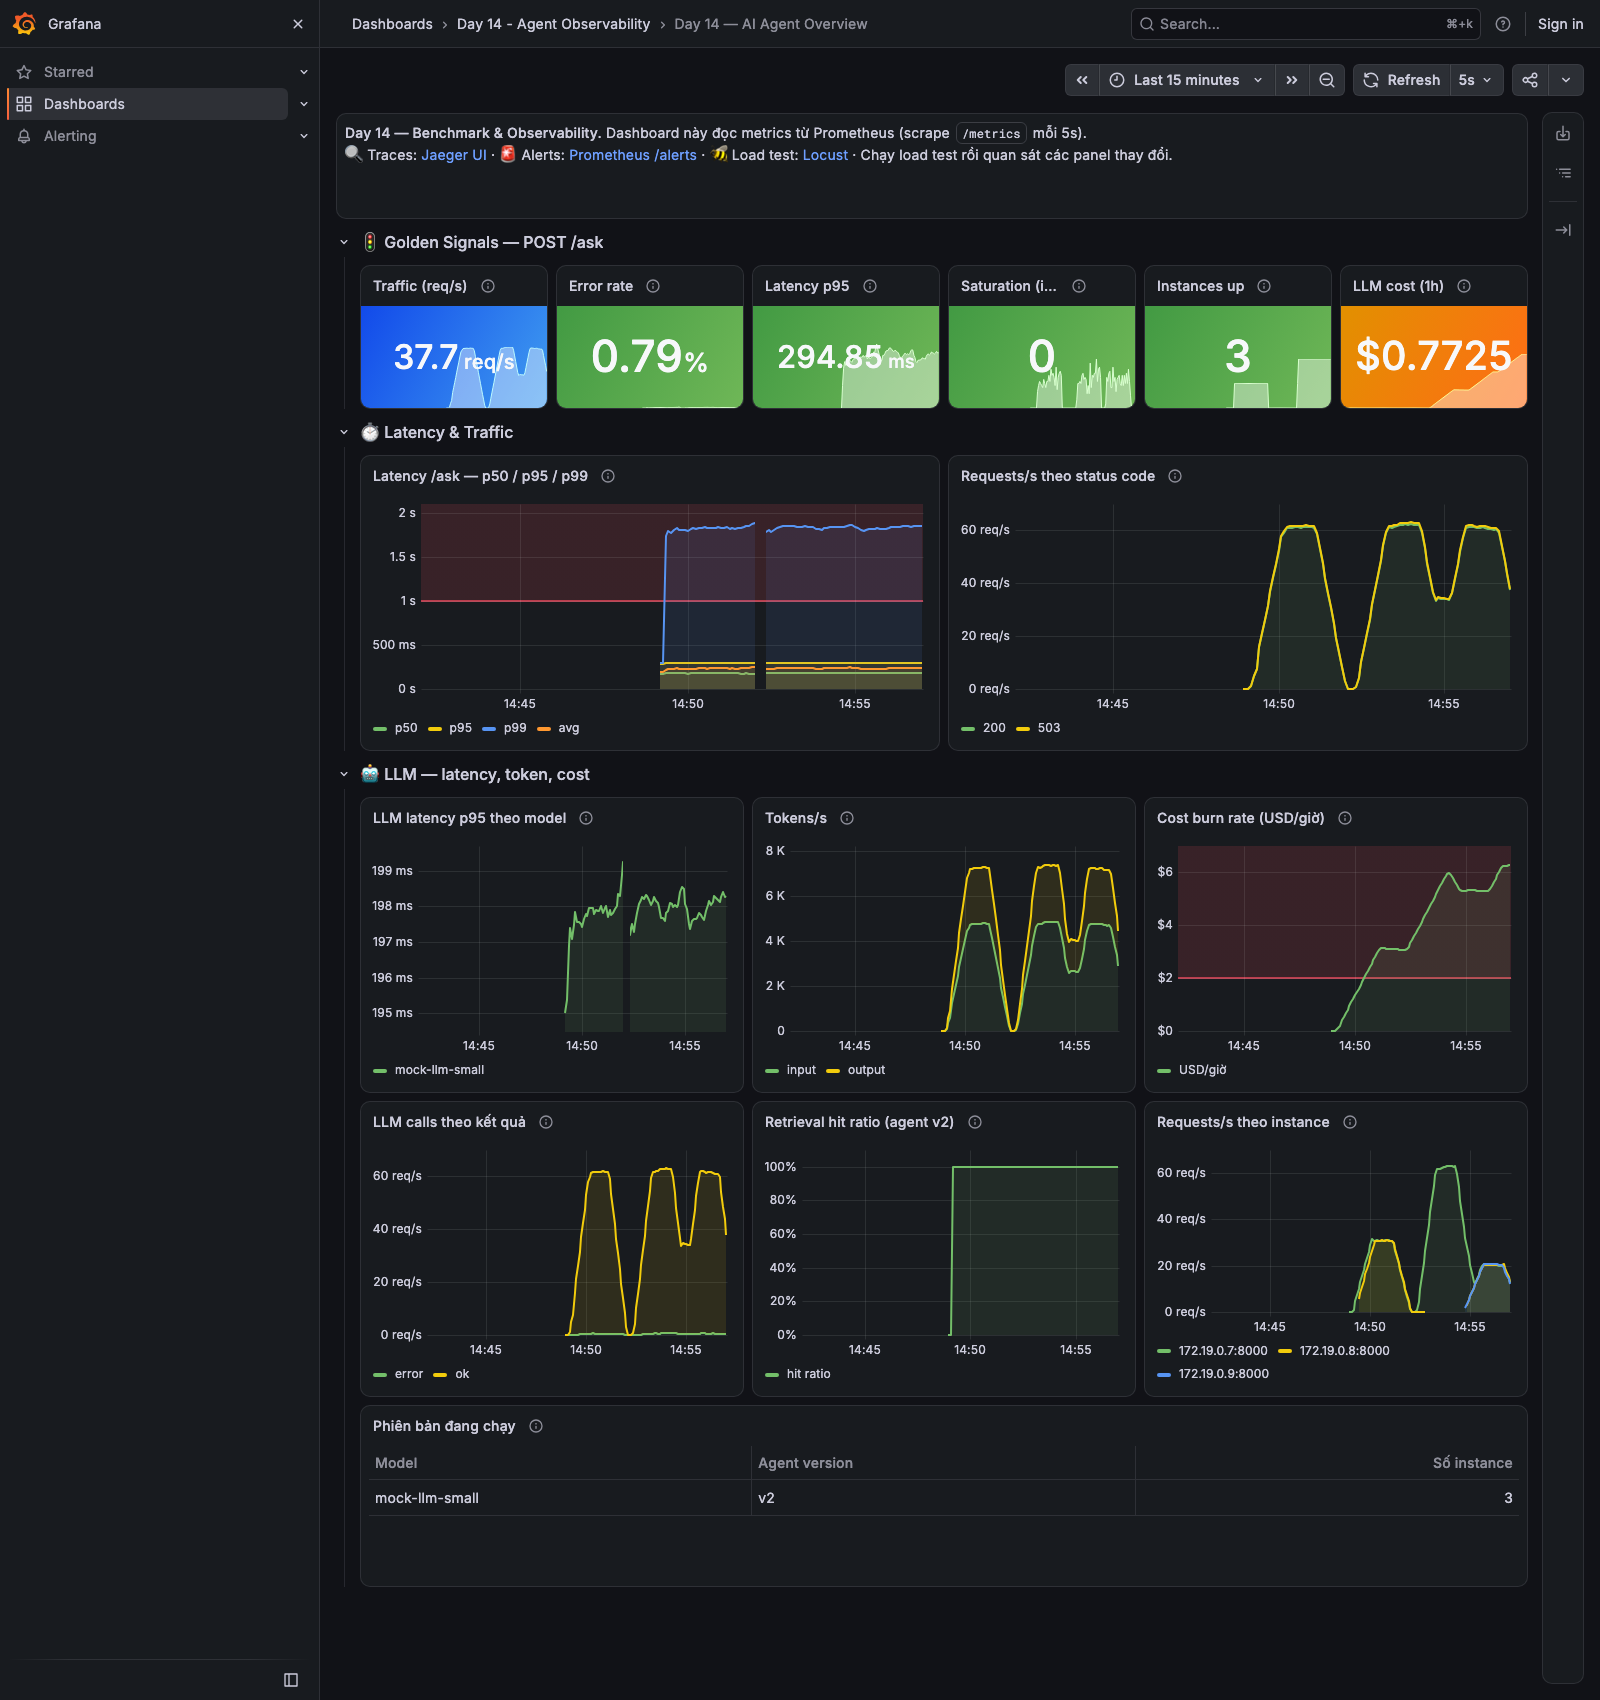 Grafana
Dashboards › Day 14 - Agent Observability › Day 14 — AI Agent Overview
Search...
⌘+k
Sign in
Starred
Dashboards
Alerting
Last 15 minutes
Refresh
5s
Day 14 — Benchmark & Observability. Dashboard này đọc metrics từ Prometheus (scrape /metrics mỗi 5s).
Traces: Jaeger UI · Alerts: Prometheus /alerts · Load test: Locust · Chạy load test rồi quan sát các panel thay đổi.
Golden Signals — POST /ask
Traffic (req/s)
37.7 req/s
Error rate
0.79%
Latency p95
294.85 ms
Saturation (i...
0
Instances up
3
LLM cost (1h)
$0.7725
Latency & Traffic
Latency /ask — p50 / p95 / p99
2 s
1.5 s
1 s
500 ms
0 s
14:45 14:50 14:55
p50 p95 p99 avg
Requests/s theo status code
60 req/s
40 req/s
20 req/s
0 req/s
14:45 14:50 14:55
200 503
LLM — latency, token, cost
LLM latency p95 theo model
199 ms
198 ms
197 ms
196 ms
195 ms
14:45 14:50 14:55
mock-llm-small
Tokens/s
8 K
6 K
4 K
2 K
0
14:45 14:50 14:55
input output
Cost burn rate (USD/giờ)
$6
$4
$2
$0
14:45 14:50 14:55
USD/giờ
LLM calls theo kết quả
60 req/s
40 req/s
20 req/s
0 req/s
14:45 14:50 14:55
error ok
Retrieval hit ratio (agent v2)
100%
80%
60%
40%
20%
0%
14:45 14:50 14:55
hit ratio
Requests/s theo instance
60 req/s
40 req/s
20 req/s
0 req/s
14:45 14:50 14:55
172.19.0.7:8000 172.19.0.8:8000
172.19.0.9:8000
Phiên bản đang chạy
Model Agent version Số instance
mock-llm-small v2 3